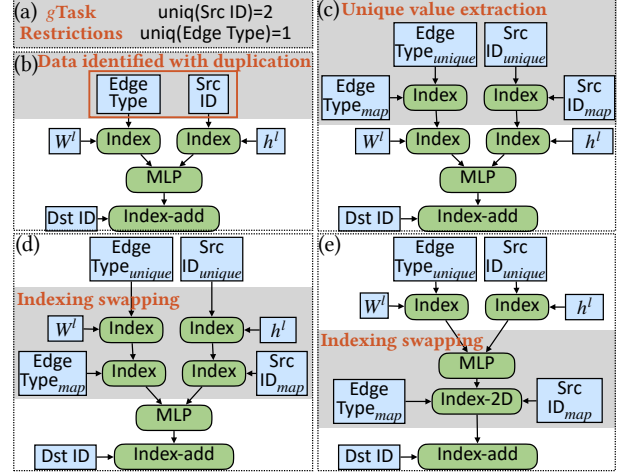 (a) gTask Restrictions
uniq(Src ID)=2
uniq(Edge Type)=1
(b) Data identified with duplication
Edge Type
Src ID
W^l
Index
Index
h^l
MLP
Dst ID
Index-add
(c) Unique value extraction
Edge Type_unique
Src ID_unique
Edge Type_map
Index
Index
Src ID_map
W^l
Index
Index
h^l
MLP
Dst ID
Index-add
(d)
Edge Type_unique
Src ID_unique
Indexing swapping
W^l
Index
Index
h^l
Edge Type_map
Index
Index
Src ID_map
MLP
Dst ID
Index-add
(e)
Edge Type_unique
Src ID_unique
W^l
Index
Index
h^l
Indexing swapping
MLP
Edge Type_map
Index-2D
Src ID_map
Dst ID
Index-add